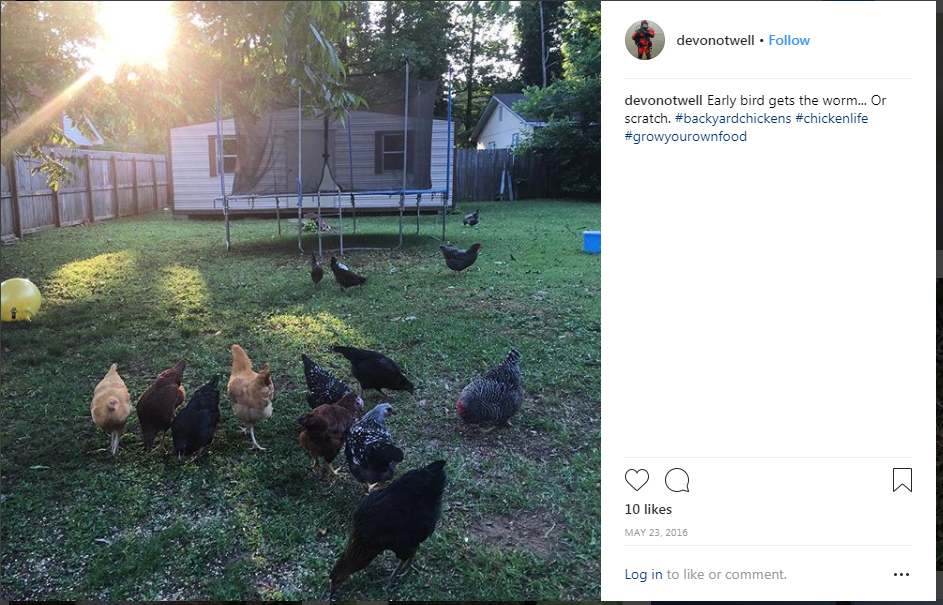 devonotwell • Follow
devonotwell Early bird gets the worm... Or
scratch. #backyardchickens #chickenlife
#growyourownfood
10 likes
MAY 23, 2016
Log in to like or comment.